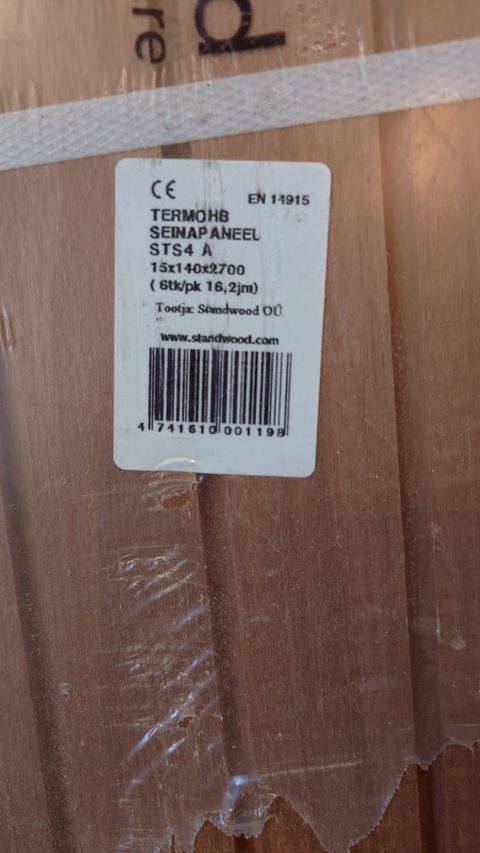 d
re
CE EN 14915
TERMOHB
SEINAPANEEL
STS4 A
15x140x2700
( 6tk/pk 16,2jm)
Tootja: Standwood OÜ
www.standwood.com
4 741610 001198